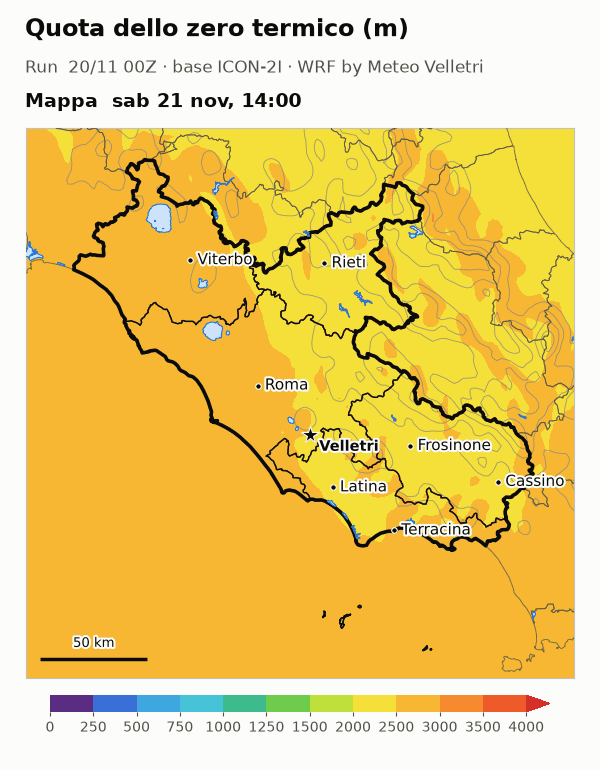 Quota dello zero termico (m)
Run 20/11 00Z · base ICON-2I · WRF by Meteo Velletri
Mappa sab 21 nov, 14:00
Viterbo
Rieti
Roma
Velletri
Frosinone
Latina
Cassino
Terracina
50 km
0 250 500 750 1000 1250 1500 2000 2500 3000 3500 4000